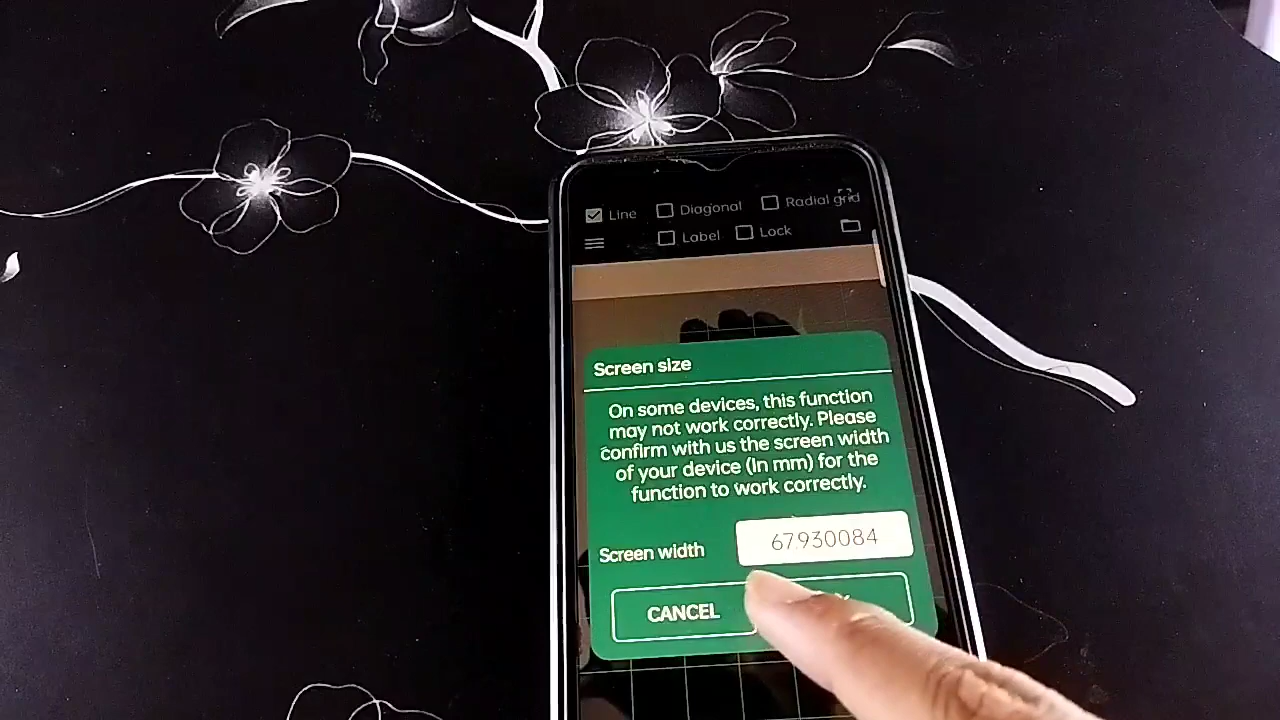 Line Diagonal Radial grid
Label Lock
Screen size
On some devices, this function
may not work correctly. Please
confirm with us the screen width
of your device (in mm) for the
function to work correctly.
Screen width 67.930084
CANCEL